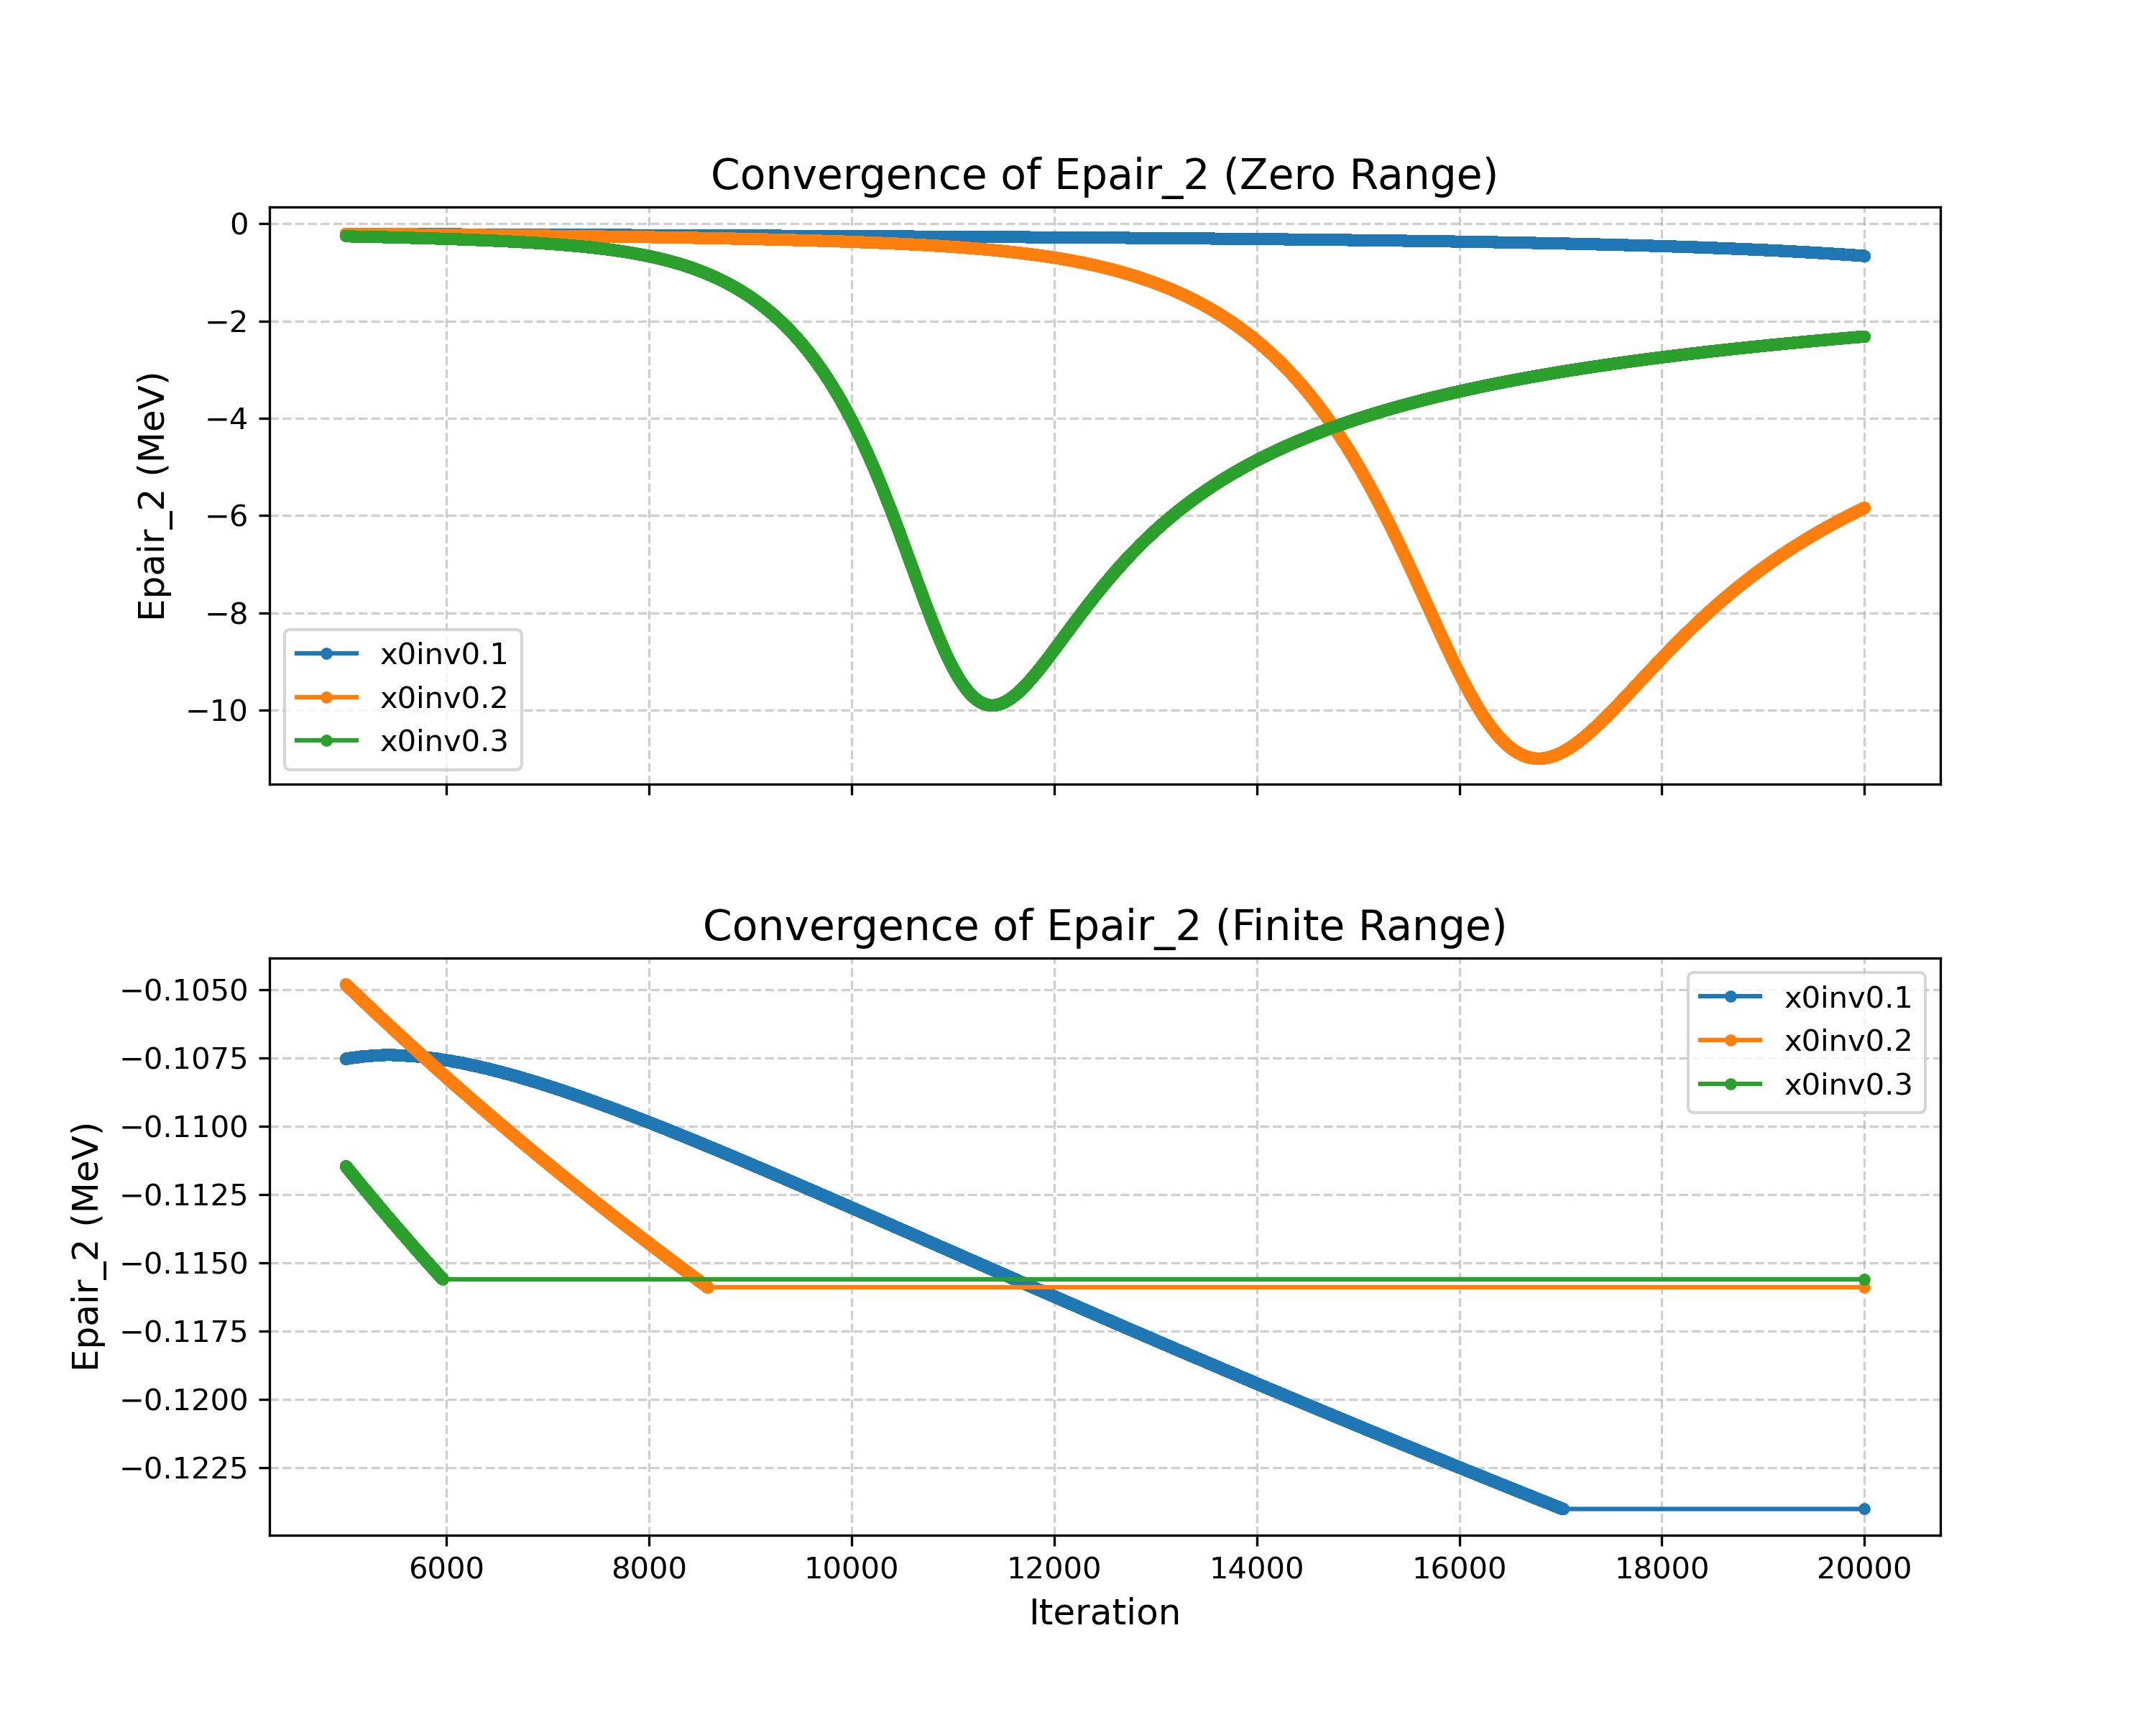 Convergence of Epair_2 (Zero Range)
0
−2
−4
−6
−8
−10
Epair_2 (MeV)
x0inv0.1
x0inv0.2
x0inv0.3
Convergence of Epair_2 (Finite Range)
−0.1050
−0.1075
−0.1100
−0.1125
−0.1150
−0.1175
−0.1200
−0.1225
Epair_2 (MeV)
x0inv0.1
x0inv0.2
x0inv0.3
6000 8000 10000 12000 14000 16000 18000 20000
Iteration